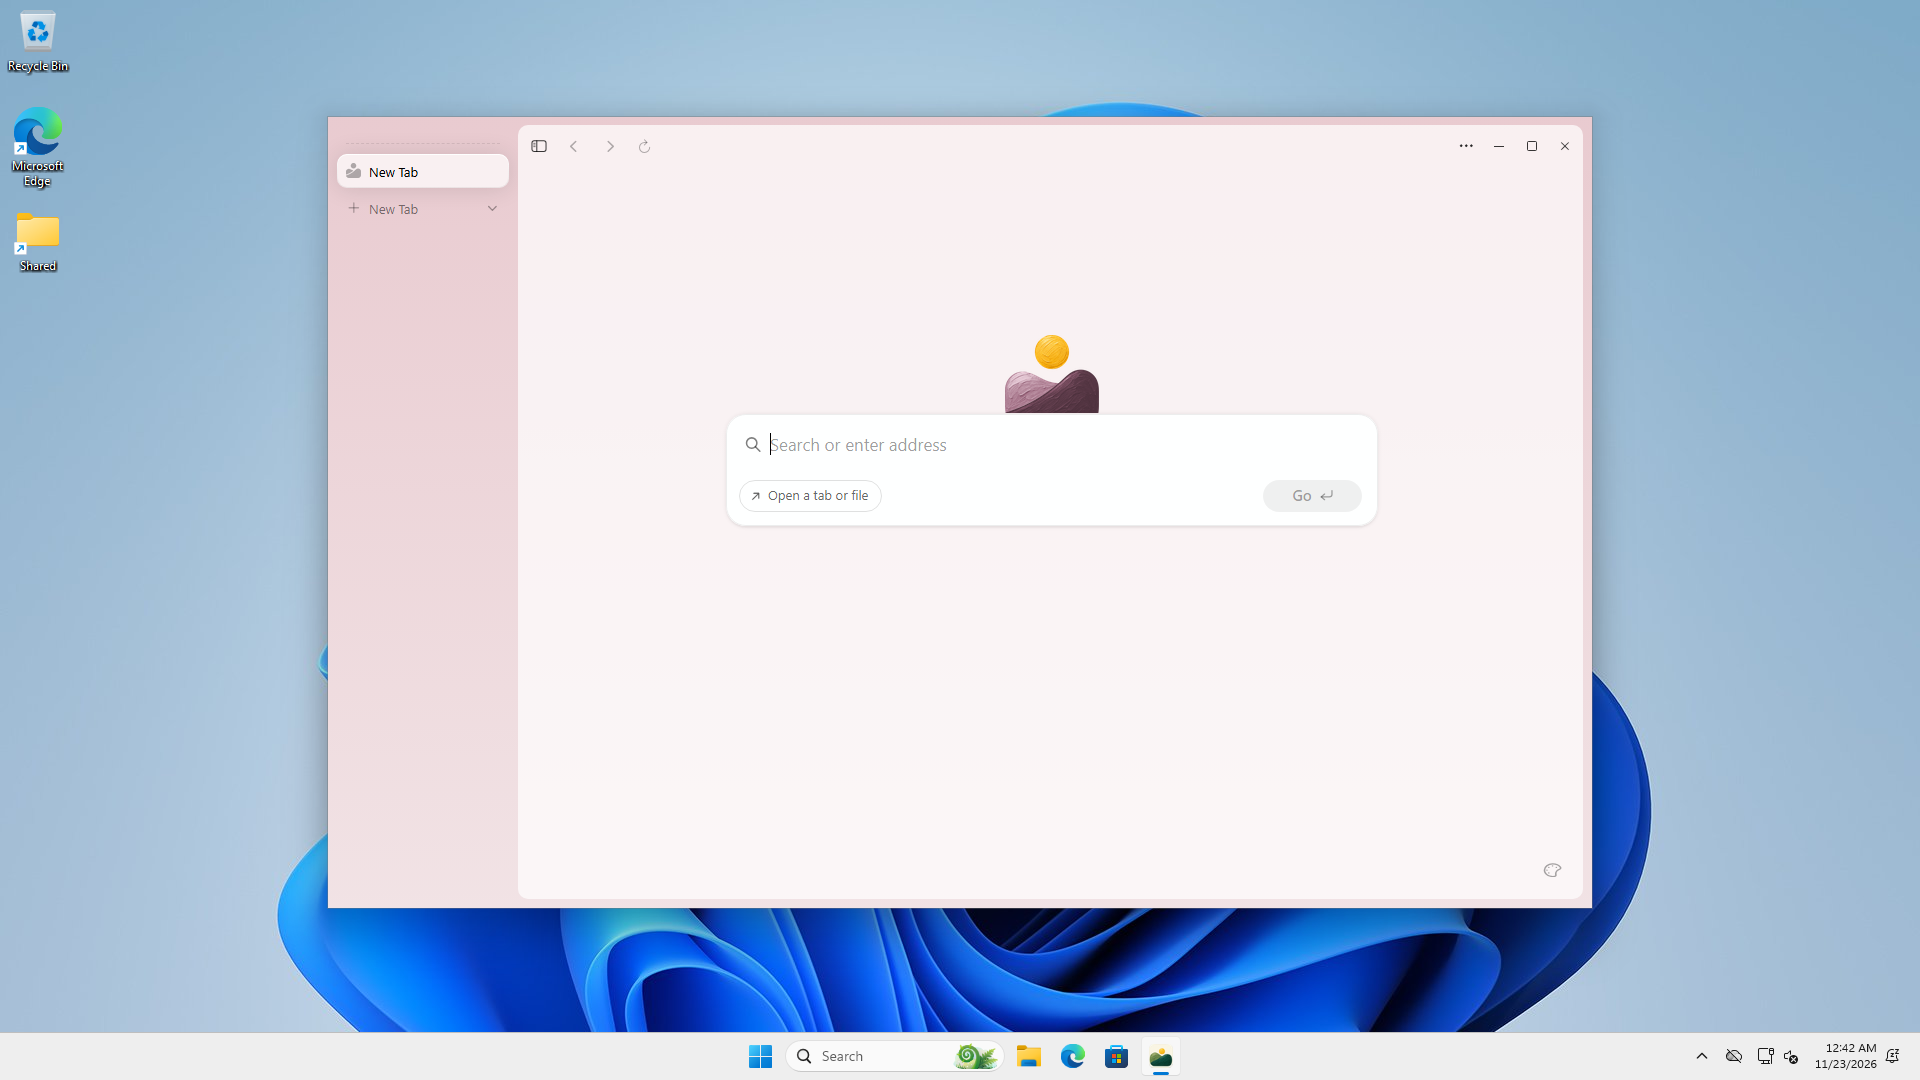 Recycle Bin
Microsoft
Edge
Shared
New Tab
New Tab
Search or enter address
Open a tab or file
Go
Search
12:42 AM
11/23/2026